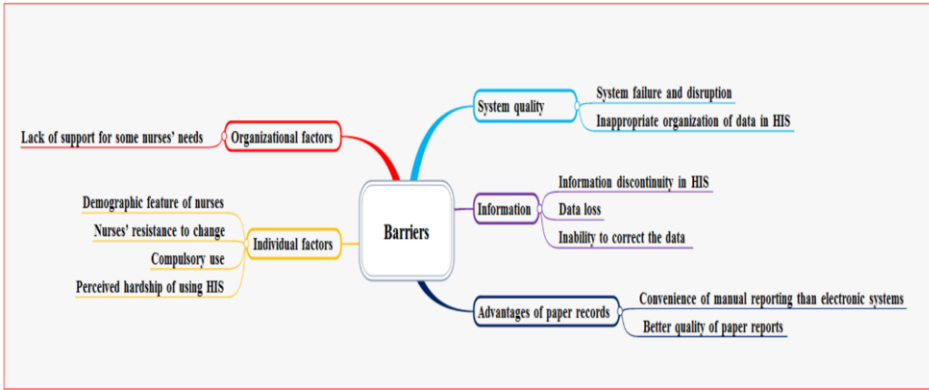 Barriers
Organizational factors
Lack of support for some nurses' needs
Individual factors
Demographic feature of nurses
Nurses' resistance to change
Compulsory use
Perceived hardship of using HIS
System quality
System failure and disruption
Inappropriate organization of data in HIS
Information
Information discontinuity in HIS
Data loss
Inability to correct the data
Advantages of paper records
Convenience of manual reporting than electronic systems
Better quality of paper reports